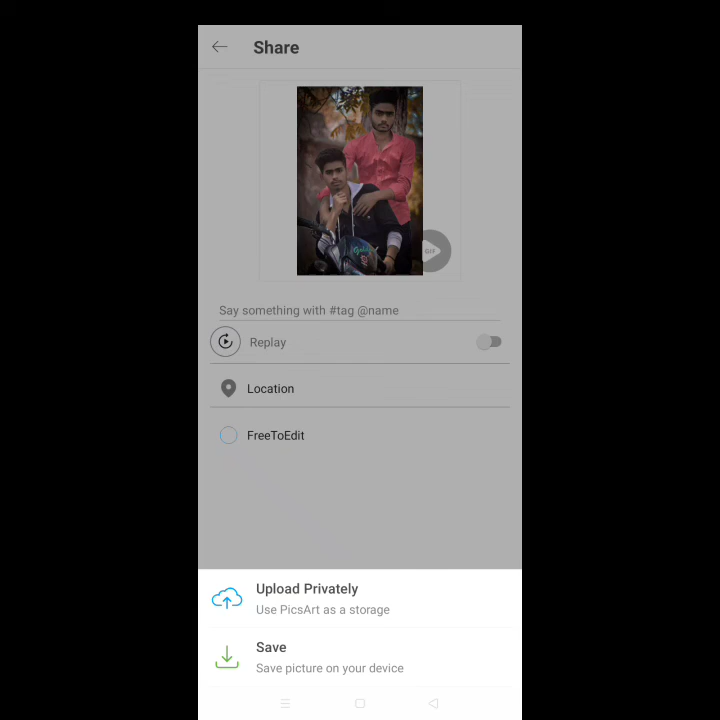 Share
GIF
Say something with #tag @name
Replay
Location
FreeToEdit
Upload Privately
Use PicsArt as a storage
Save
Save picture on your device